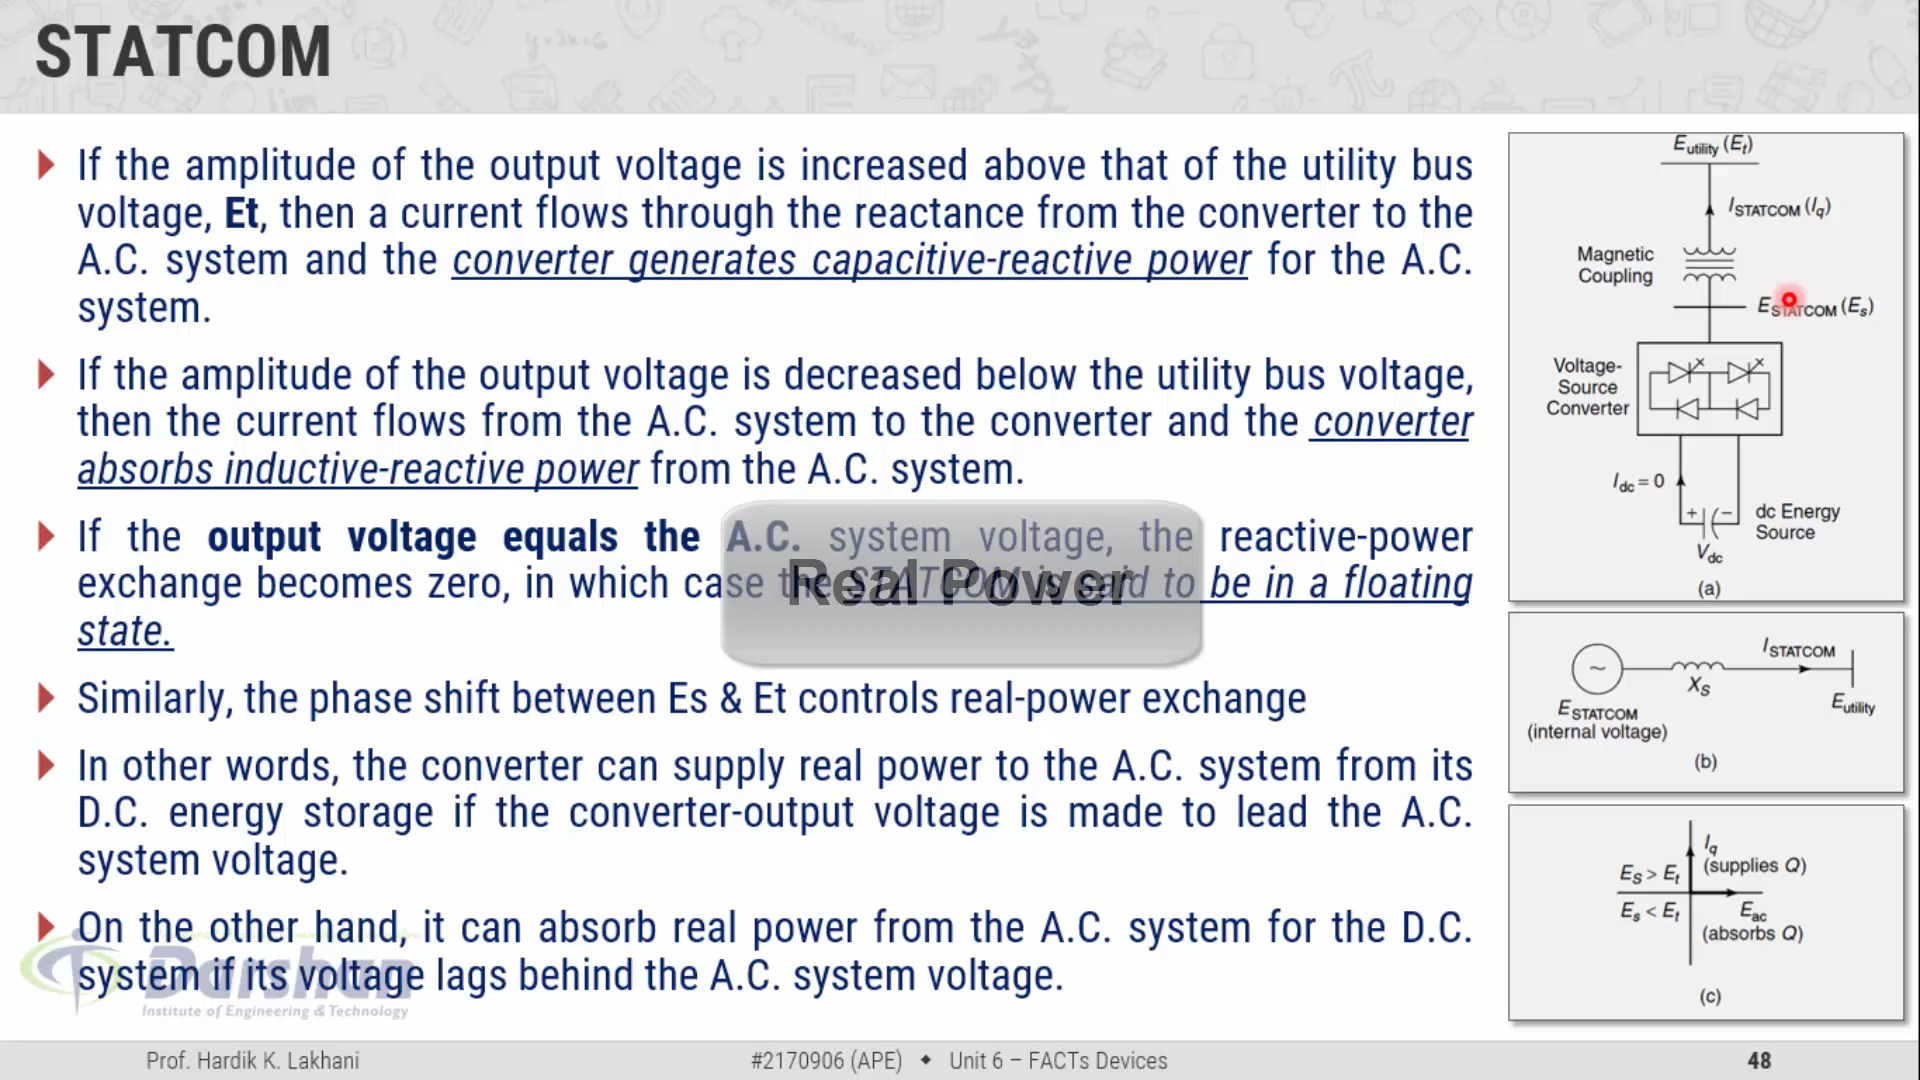 STATCOM
If the amplitude of the output voltage is increased above that of the utility bus
voltage, Et, then a current flows through the reactance from the converter to the
A.C. system and the converter generates capacitive-reactive power for the A.C.
system.
If the amplitude of the output voltage is decreased below the utility bus voltage,
then the current flows from the A.C. system to the converter and the converter
absorbs inductive-reactive power from the A.C. system.
If the output voltage equals the A.C. system voltage, the reactive-power
exchange becomes zero, in which case the STATCOM is said to be in a floating
state.
Real Power
Similarly, the phase shift between Es & Et controls real-power exchange
In other words, the converter can supply real power to the A.C. system from its
D.C. energy storage if the converter-output voltage is made to lead the A.C.
system voltage.
On the other hand, it can absorb real power from the A.C. system for the D.C.
system if its voltage lags behind the A.C. system voltage.
Darshan
Institute of Engineering & Technology
E utility (Et)
I STATCOM (Iq)
Magnetic
Coupling
E STATCOM (Es)
Voltage-
Source
Converter
Idc = 0
+ −
dc Energy
Source
Vdc
(a)
~
I STATCOM
XS
E STATCOM
(internal voltage)
E utility
(b)
Iq
(supplies Q)
ES > Et
Es < Et
Eac
(absorbs Q)
(c)
Prof. Hardik K. Lakhani
#2170906 (APE) ♦ Unit 6 – FACTs Devices
48